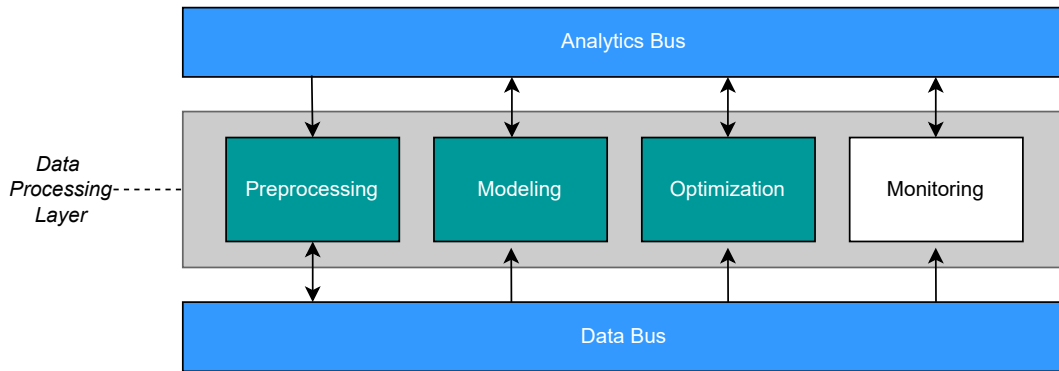 Analytics Bus
Data
Processing
Layer
Preprocessing
Modeling
Optimization
Monitoring
Data Bus